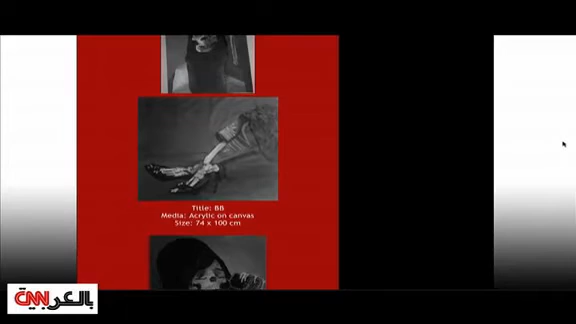 Title: BB
Media: Acrylic on canvas
Size: 74 x 100 cm
CNN بالعربية